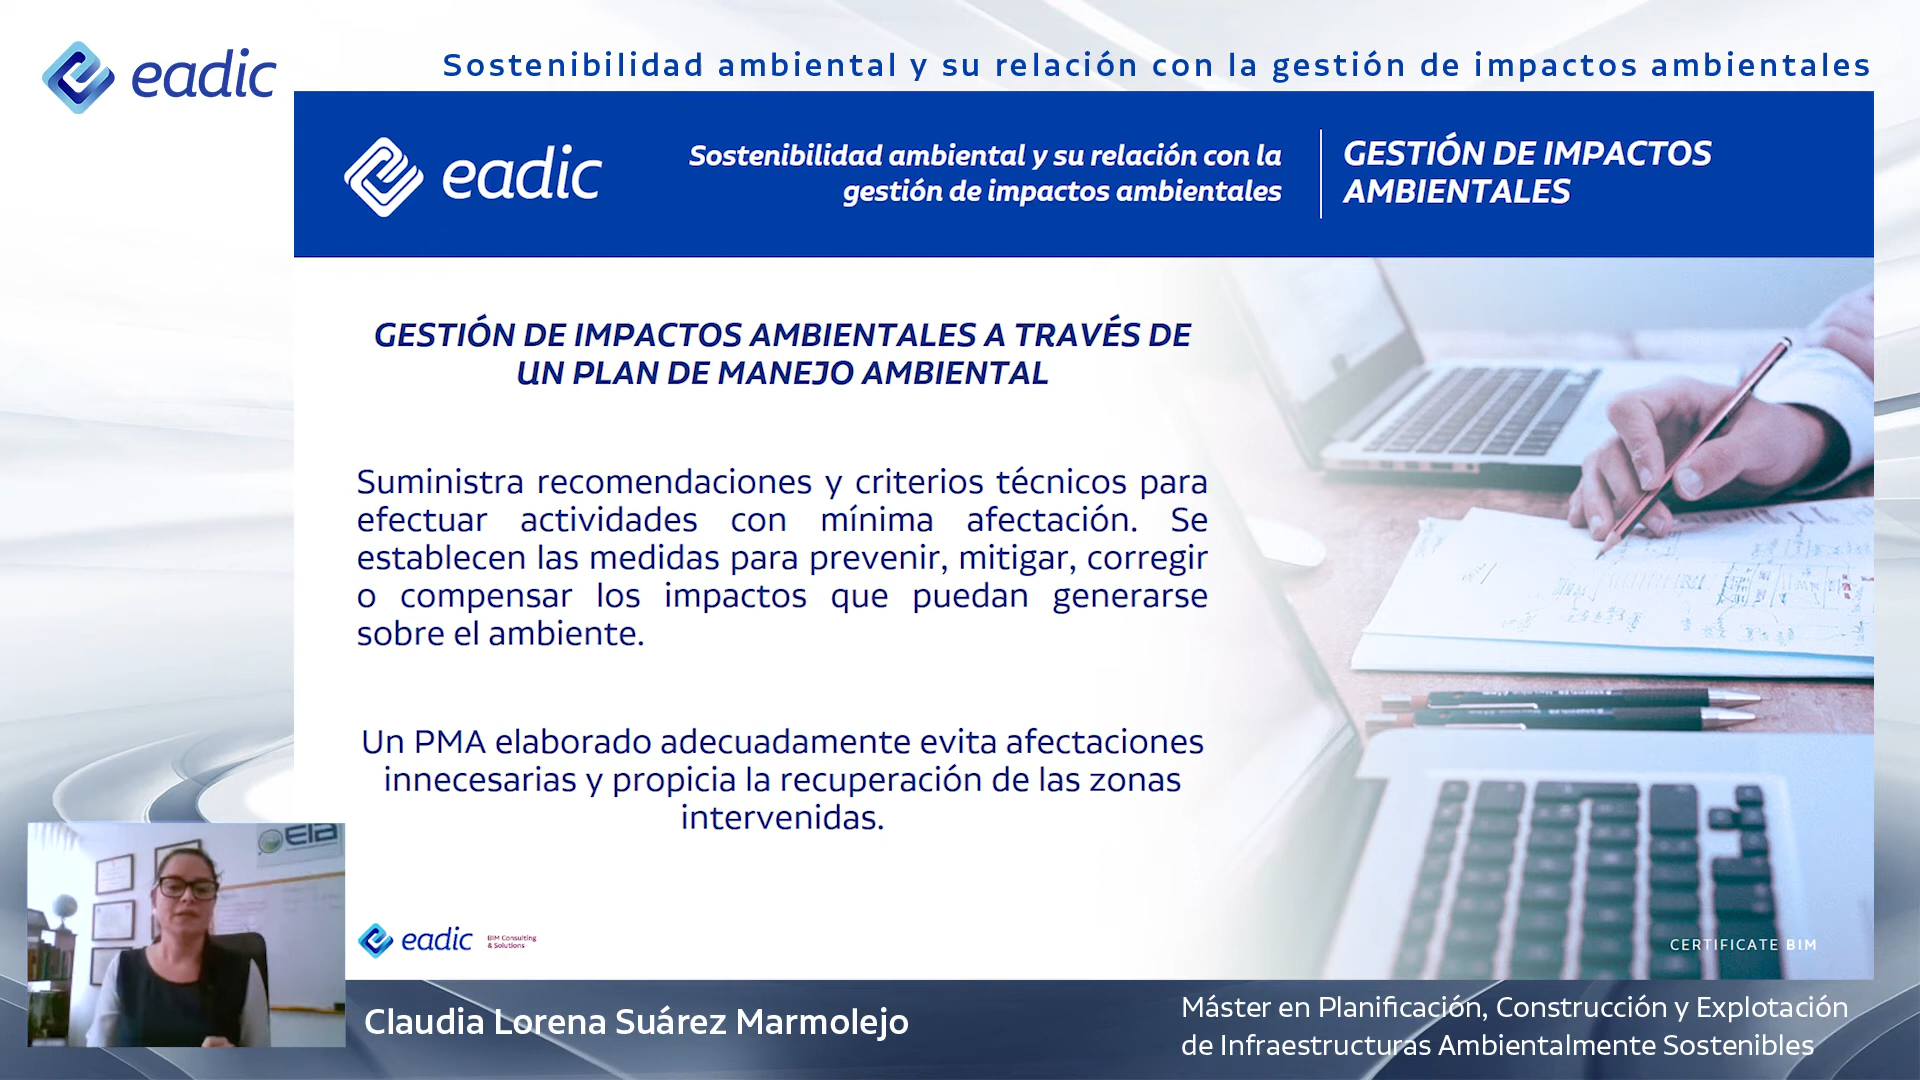 eadic
Sostenibilidad ambiental y su relación con la gestión de impactos ambientales
eadic
Sostenibilidad ambiental y su relación con la
gestión de impactos ambientales
GESTIÓN DE IMPACTOS
AMBIENTALES
GESTIÓN DE IMPACTOS AMBIENTALES A TRAVÉS DE
UN PLAN DE MANEJO AMBIENTAL
Suministra recomendaciones y criterios técnicos para
efectuar actividades con mínima afectación. Se
establecen las medidas para prevenir, mitigar, corregir
o compensar los impactos que puedan generarse
sobre el ambiente.
Un PMA elaborado adecuadamente evita afectaciones
innecesarias y propicia la recuperación de las zonas
intervenidas.
eadic
BIM Consulting
& Solutions
CERTIFICATE BIM
Claudia Lorena Suárez Marmolejo
Máster en Planificación, Construcción y Explotación
de Infraestructuras Ambientalmente Sostenibles